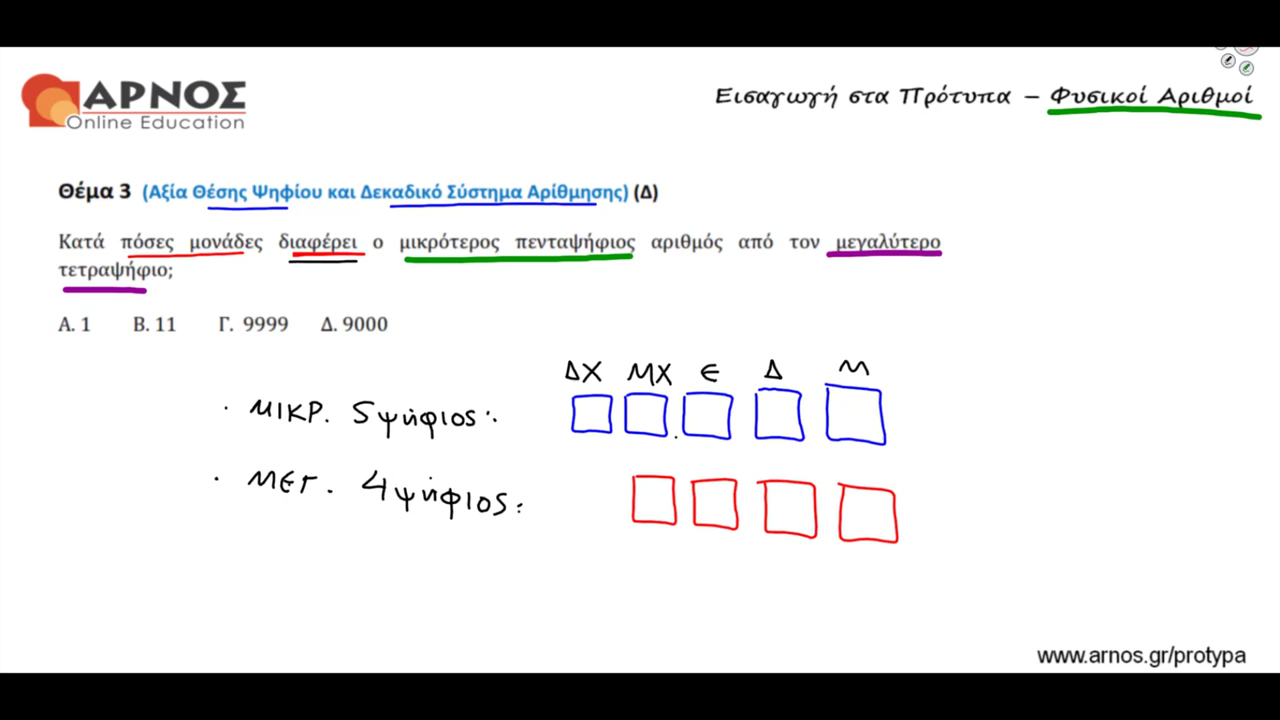 ΑΡΝΟΣ
Online Education
Εισαγωγή στα Πρότυπα – Φυσικοί Αριθμοί
Θέμα 3 (Αξία Θέσης Ψηφίου και Δεκαδικό Σύστημα Αρίθμησης) (Δ)
Κατά πόσες μονάδες διαφέρει ο μικρότερος πενταψήφιος αριθμός από τον μεγαλύτερο
τετραψήφιο;
Α. 1 Β. 11 Γ. 9999 Δ. 9000
ΔΧ ΜΧ Ε Δ Μ
· ΜΙΚΡ. 5ψήφιος:
· ΜΕΓ. 4ψήφιος:
www.arnos.gr/protypa